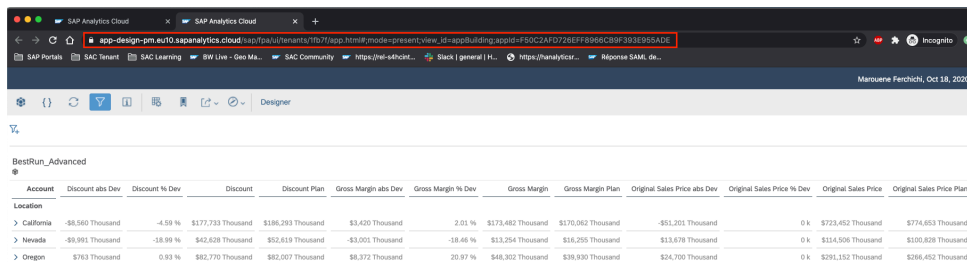 SAP Analytics Cloud × SAP Analytics Cloud × +
app-design-pm.eu10.sapanalytics.cloud/sap/fpa/ui/tenants/1fb7f/app.html#;mode=present;view_id=appBuilding;appId=F50C2AFD726EFF8966CB9F393E955ADE ABP Incognito
SAP Portals SAC Tenant SAC Learning BW Live - Geo Ma... SAC Community https://rel-s4hcint... Slack | general | H... https://hanalyticsr... Réponse SAML de...
Marouene Ferchichi, Oct 18, 2020
Designer
BestRun_Advanced
Account Discount abs Dev Discount % Dev Discount Discount Plan Gross Margin abs Dev Gross Margin % Dev Gross Margin Gross Margin Plan Original Sales Price abs Dev Original Sales Price % Dev Original Sales Price Original Sales Price Plan
Location
> California -$8,560 Thousand -4.59 % $177,733 Thousand $186,293 Thousand $3,420 Thousand 2.01 % $173,482 Thousand $170,062 Thousand -$51,201 Thousand 0 k $723,452 Thousand $774,653 Thousand
> Nevada -$9,991 Thousand -18.99 % $42,628 Thousand $52,619 Thousand -$3,001 Thousand -18.46 % $13,254 Thousand $16,255 Thousand $13,678 Thousand 0 k $114,506 Thousand $100,828 Thousand
> Oregon $763 Thousand 0.93 % $82,770 Thousand $82,007 Thousand $8,372 Thousand 20.97 % $48,302 Thousand $39,930 Thousand $24,700 Thousand 0 k $291,152 Thousand $266,452 Thousand